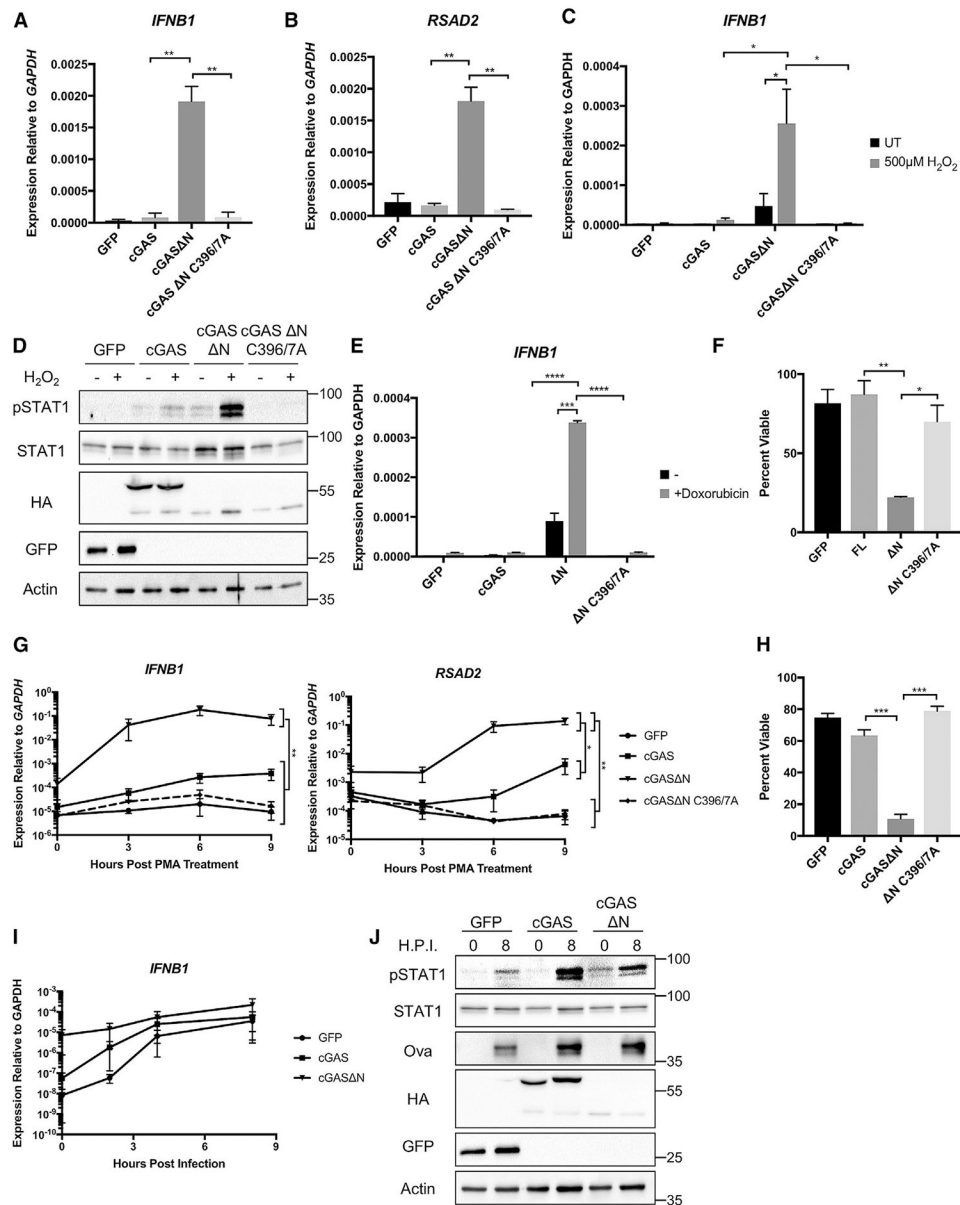 A
IFNB1
Expression Relative to GAPDH
0.0025
0.0020
0.0015
0.0010
0.0005
0.0000
**
**
GFP
cGAS
cGASΔN
cGAS ΔN C396/7A
B
RSAD2
Expression Relative to GAPDH
0.0025
0.0020
0.0015
0.0010
0.0005
0.0000
**
**
GFP
cGAS
cGASΔN
cGAS ΔN C396/7A
C
IFNB1
Expression Relative to GAPDH
0.0004
0.0003
0.0002
0.0001
0.0000
*
*
*
GFP
cGAS
cGASΔN
cGASΔN C396/7A
UT
500μM H₂O₂
D
GFP cGAS cGAS ΔN cGAS ΔN C396/7A
H₂O₂ - + - + - + - +
pSTAT1 100
STAT1 100
HA 55
GFP 25
Actin 35
E
IFNB1
Expression Relative to GAPDH
0.0004
0.0003
0.0002
0.0001
0.0000
****
****
***
GFP
cGAS
ΔN
ΔN C396/7A
-
+Doxorubicin
F
Percent Viable
100
50
0
**
*
GFP
FL
ΔN
ΔN C396/7A
G
IFNB1
Expression Relative to GAPDH
10⁰
10⁻¹
10⁻²
10⁻³
10⁻⁴
10⁻⁵
10⁻⁶
0 3 6 9
Hours Post PMA Treatment
**
RSAD2
Expression Relative to GAPDH
10⁰
10⁻¹
10⁻²
10⁻³
10⁻⁴
10⁻⁵
10⁻⁶
0 3 6 9
Hours Post PMA Treatment
*
**
GFP
cGAS
cGASΔN
cGASΔN C396/7A
H
Percent Viable
100
80
60
40
20
0
***
***
GFP
cGAS
cGASΔN
ΔN C396/7A
I
IFNB1
Expression Relative to GAPDH
10⁻³
10⁻⁴
10⁻⁵
10⁻⁶
10⁻⁷
10⁻⁸
10⁻⁹
10⁻¹⁰
0 3 6 9
Hours Post Infection
GFP
cGAS
cGASΔN
J
GFP cGAS cGAS ΔN
H.P.I. 0 8 0 8 0 8
pSTAT1 100
STAT1 100
Ova 35
HA 55
GFP 25
Actin 35